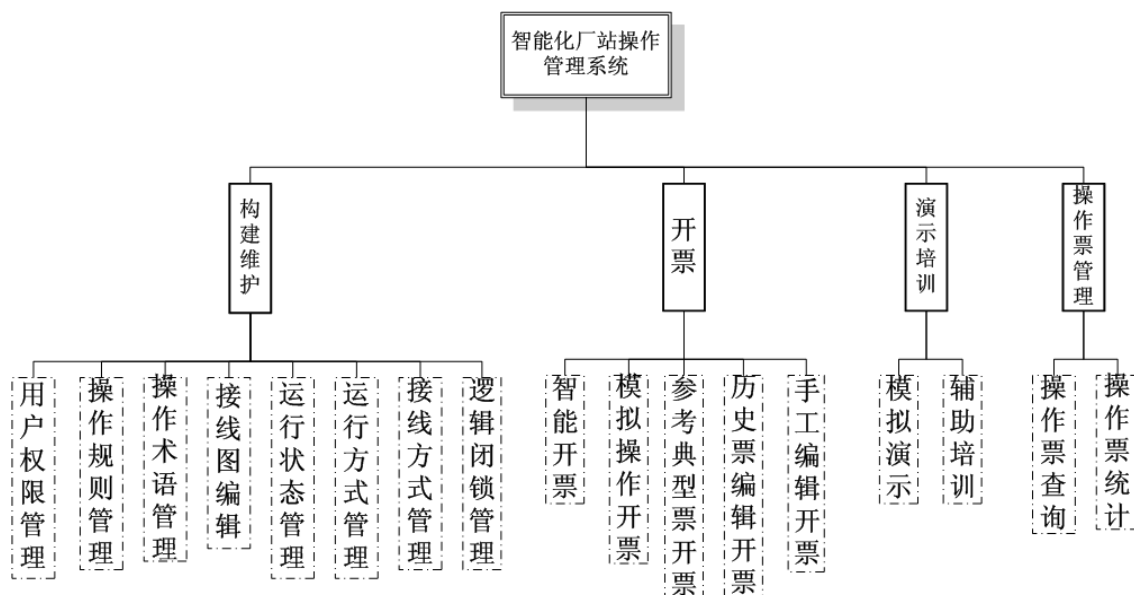 智能化厂站操作
管理系统
构建维护
开票
演示培训
操作票管理
用户权限管理
操作规则管理
操作术语管理
接线图编辑
运行状态管理
运行方式管理
接线方式管理
逻辑闭锁管理
智能开票
模拟操作开票
参考典型票开票
历史票编辑开票
手工编辑开票
模拟演示
辅助培训
操作票查询
操作票统计